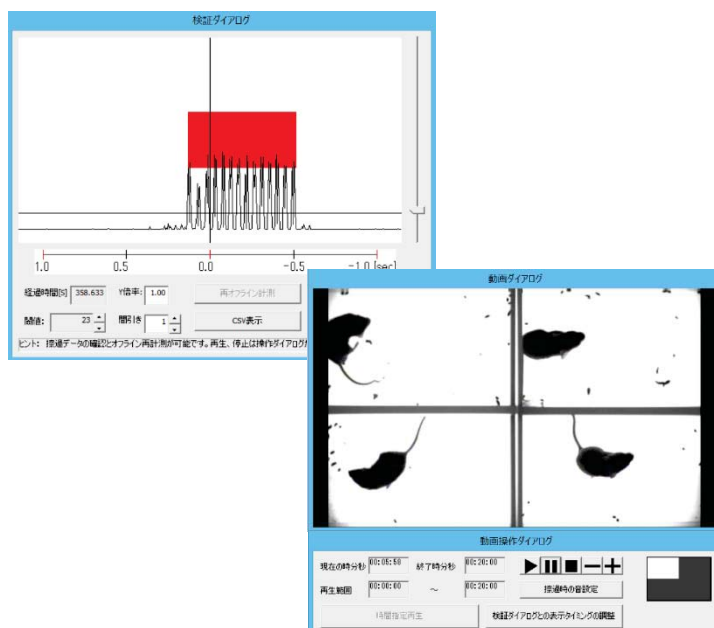 検証ダイアログ
1.0 0.5 0.0 -0.5 -1.0 [sec]
経過時間[S] 358.633 Y倍率: 1.00 再オフライン計測
閾値: 23 間引き 1 CSV表示
ヒント: 掻過データの確認とオフライン再計測が可能です。再生、停止は操作ダイアログ
動画ダイアログ
動画操作ダイアログ
現在の時分秒 00:05:58 終了時分秒 00:20:00
再生範囲 00:00:00 ～ 00:20:00 掻過時の音設定
時間指定再生 検証ダイアログとの表示タイミングの調整